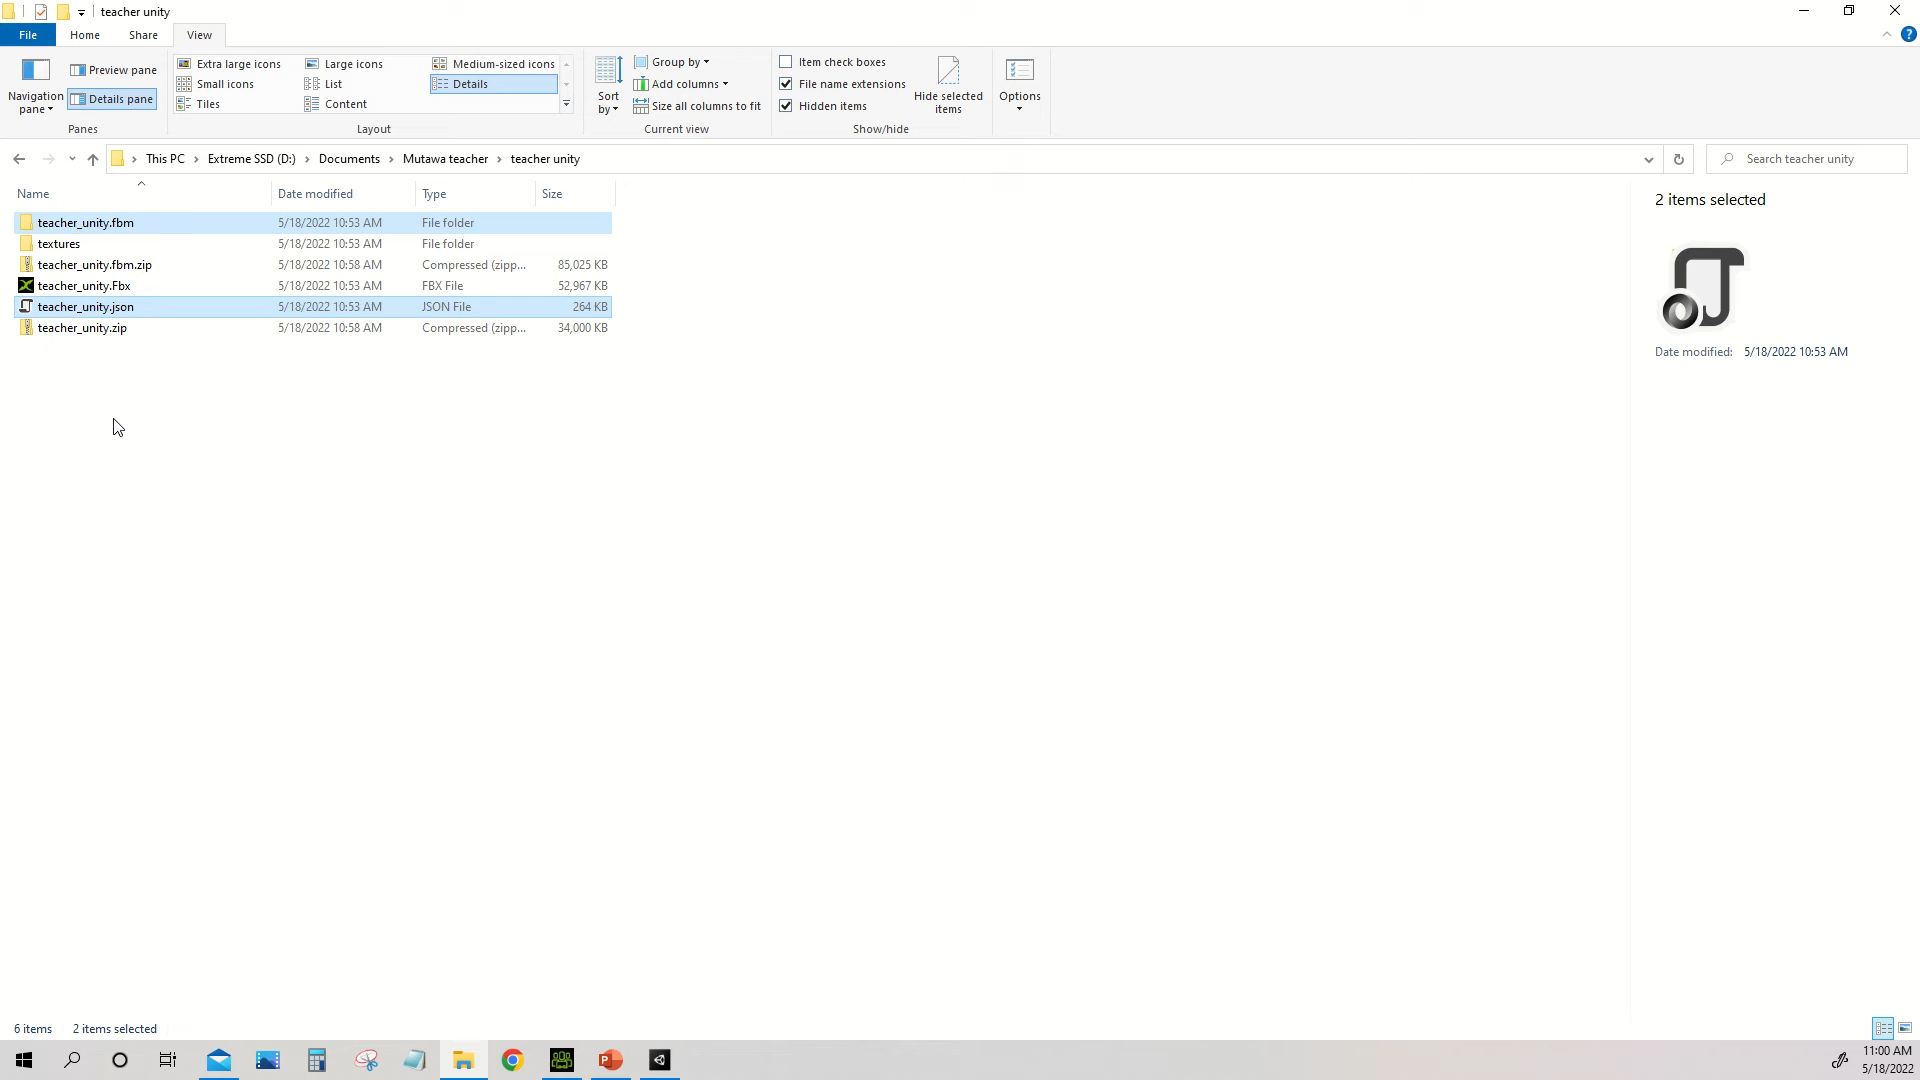 teacher unity
File Home Share View
Navigation pane
Preview pane
Details pane
Panes
Extra large icons Large icons Medium-sized icons
Small icons List Details
Tiles Content
Layout
Sort by
Group by
Add columns
Size all columns to fit
Current view
Item check boxes
File name extensions
Hidden items
Hide selected items
Show/hide
Options
This PC › Extreme SSD (D:) › Documents › Mutawa teacher › teacher unity
Search teacher unity
Name Date modified Type Size
teacher_unity.fbm 5/18/2022 10:53 AM File folder
textures 5/18/2022 10:53 AM File folder
teacher_unity.fbm.zip 5/18/2022 10:58 AM Compressed (zipp... 85,025 KB
teacher_unity.Fbx 5/18/2022 10:53 AM FBX File 52,967 KB
teacher_unity.json 5/18/2022 10:53 AM JSON File 264 KB
teacher_unity.zip 5/18/2022 10:58 AM Compressed (zipp... 34,000 KB
2 items selected
Date modified: 5/18/2022 10:53 AM
6 items 2 items selected
11:00 AM
5/18/2022